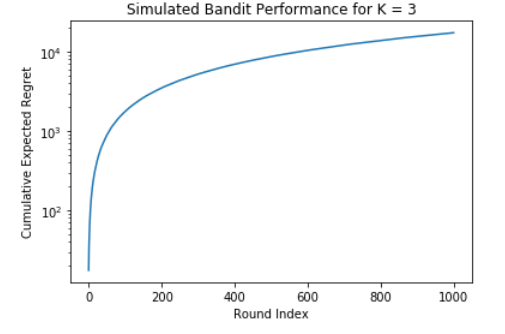 Simulated Bandit Performance for K = 3
Cumulative Expected Regret
10⁴
10³
10²
0 200 400 600 800 1000
Round Index